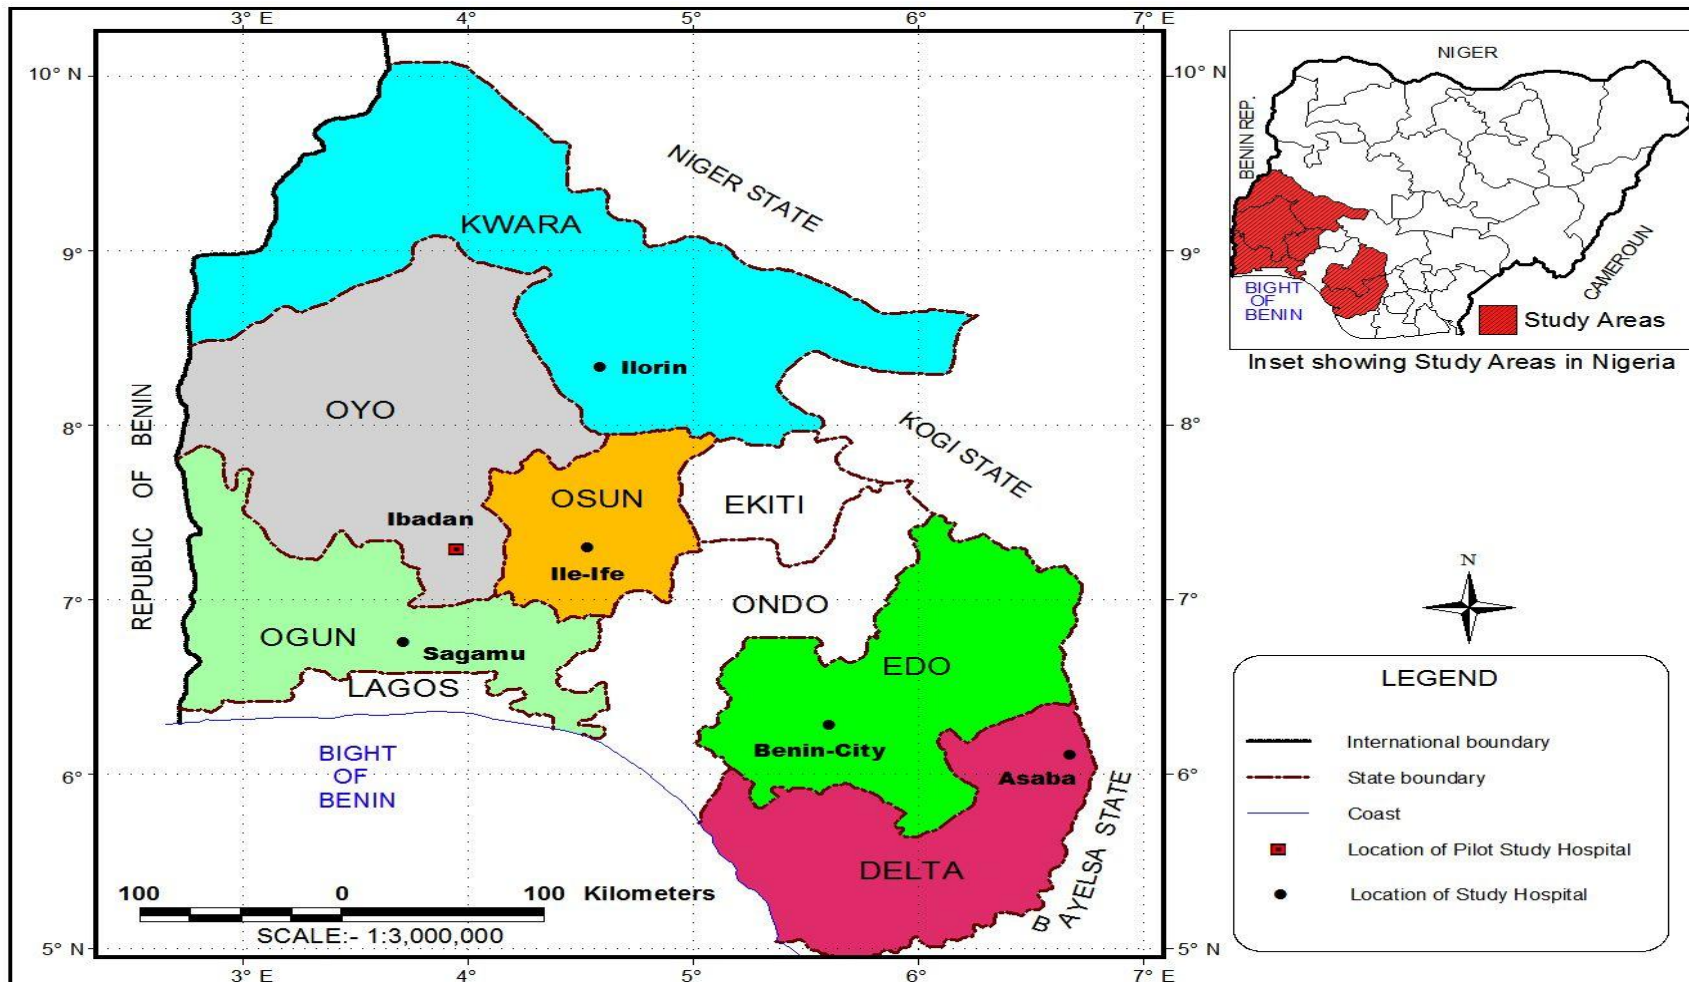 3° E 4° 5° 6° 7° E
10° N
9°
8°
7°
6°
5° N
10° N
9°
8°
7°
6°
5° N
3° E 4° 5° 6° 7° E
NIGER STATE
KWARA
Ilorin
OYO
KOGI STATE
REPUBLIC OF BENIN
OSUN
EKITI
Ibadan
Ile-Ife
ONDO
OGUN
Sagamu
EDO
LAGOS
Benin-City
Asaba
BIGHT
OF
BENIN
DELTA
BAYELSA STATE
100 0 100 Kilometers
SCALE:- 1:3,000,000
NIGER
BENIN REP.
CAMEROUN
BIGHT
OF
BENIN
Study Areas
Inset showing Study Areas in Nigeria
N
LEGEND
International boundary
State boundary
Coast
Location of Pilot Study Hospital
Location of Study Hospital